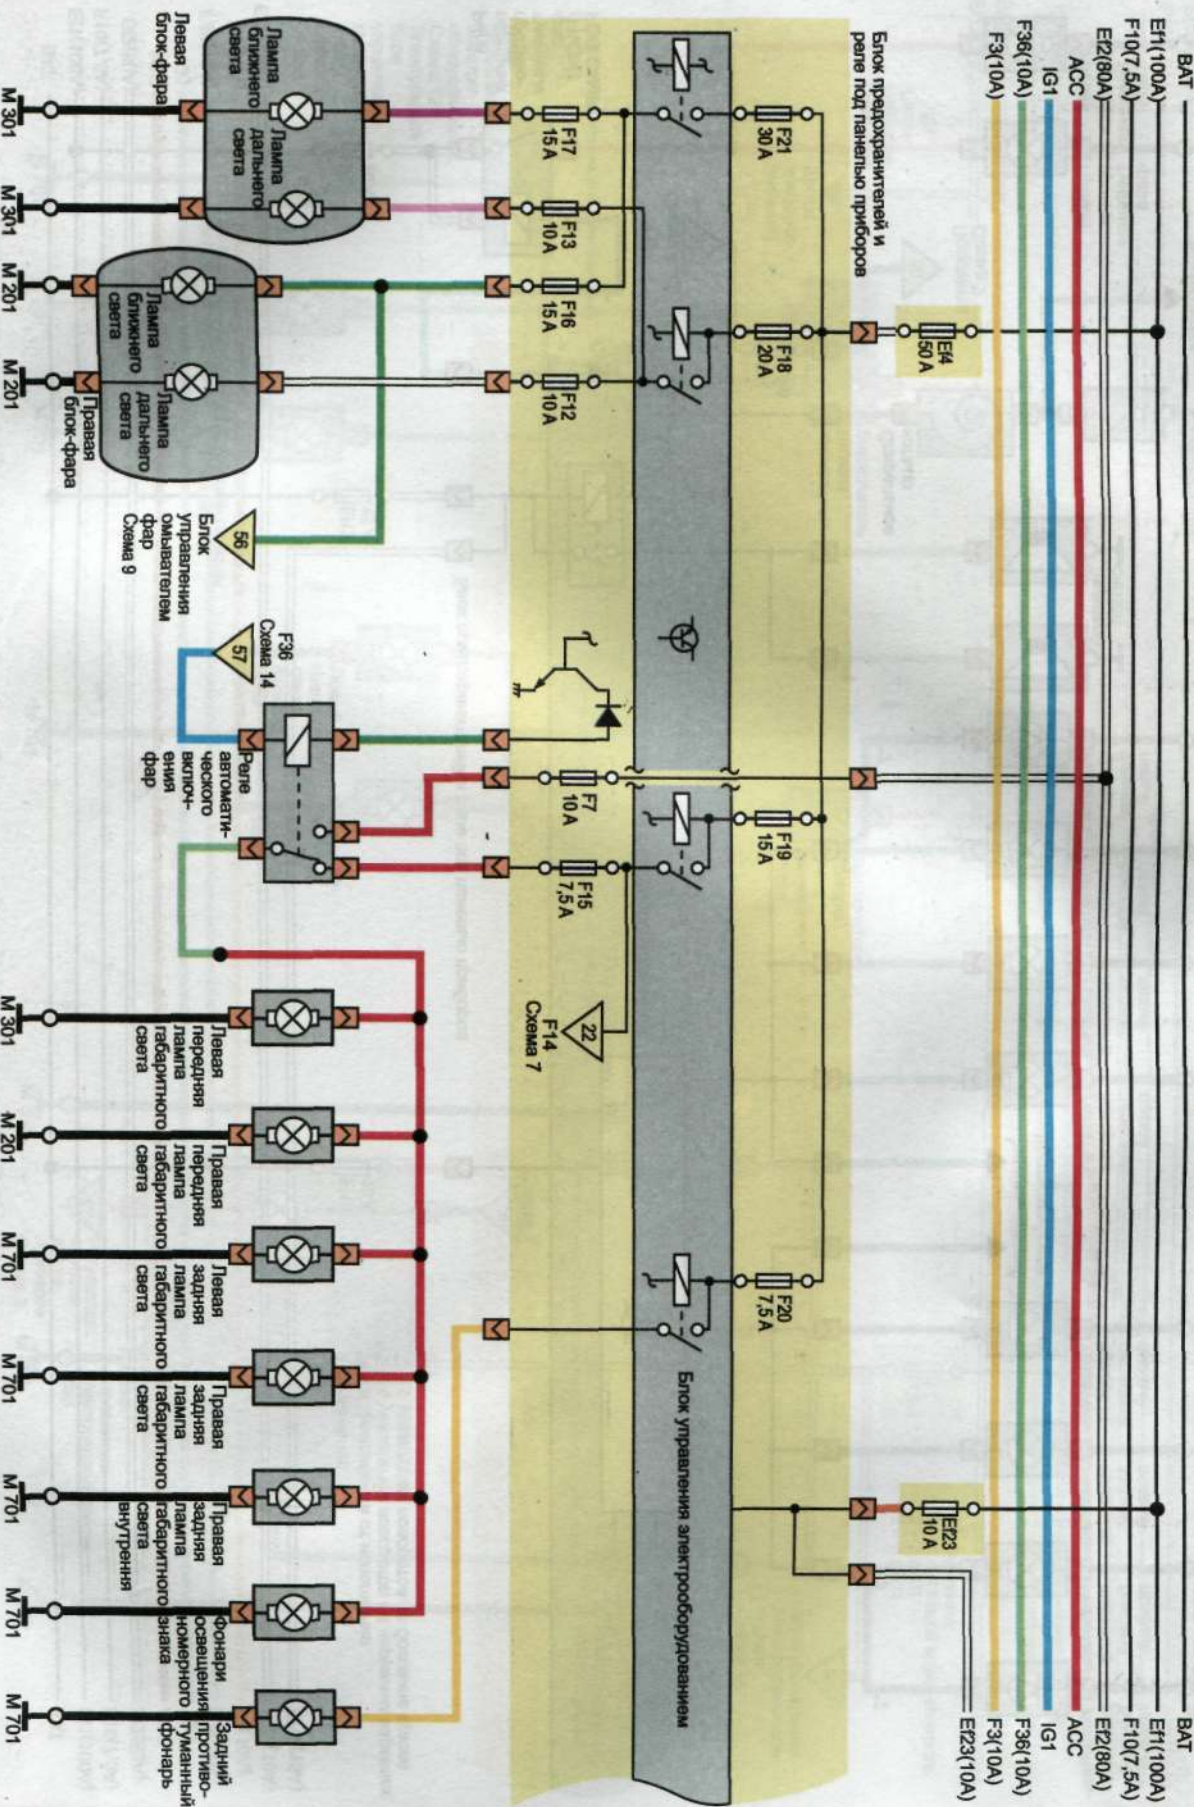 BAT
Ef1(100A)
F10(7,5A)
Ef2(80A)
ACC
IG1
F36(10A)
F3(10A)
BAT
Ef1(100A)
F10(7,5A)
Ef2(80A)
ACC
IG1
F36(10A)
F3(10A)
Ef23(10A)
Блок предохранителей и
реле под панелью приборов
Ef4
50 A
Ef23
10 A
F21
30 A
F18
20 A
F19
15 A
F20
7,5 A
Блок управления электрооборудованием
F17
15 A
F13
10 A
F16
15 A
F12
10 A
F7
10 A
F15
7,5 A
22
F14
Схема 7
Левая
блок-фара
Лампа
ближнего
света
Лампа
дальнего
света
Лампа
ближнего
света
Лампа
дальнего
света
Правая
блок-фара
56
Блок
управления
омывателем
фар
Схема 9
F36
Схема 14
57
Реле
автомати-
ческого
включ-
ения
фар
Левая
передняя
лампа
габаритного
света
Правая
передняя
лампа
габаритного
света
Левая
задняя
лампа
габаритного
света
Правая
задняя
лампа
габаритного
света
Правая
задняя
лампа
габаритного
света
внутрення
Фонари
освещения
номерного
знака
Задний
противо-
туманный
фонарь
M 301
M 301
M 201
M 201
M 301
M 201
M 701
M 701
M 701
M 701
M 701